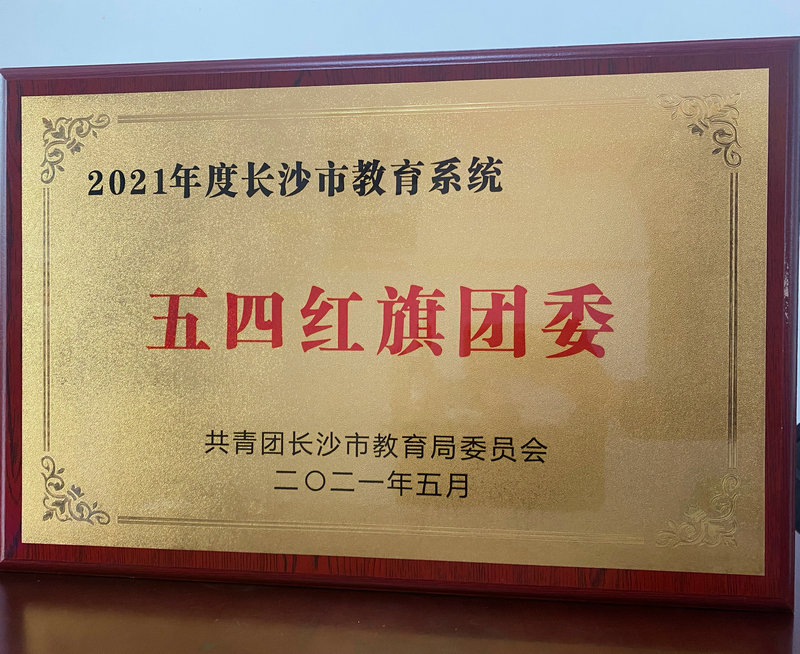 2021年度长沙市教育系统
五四红旗团委
共青团长沙市教育局委员会
二〇二一年五月